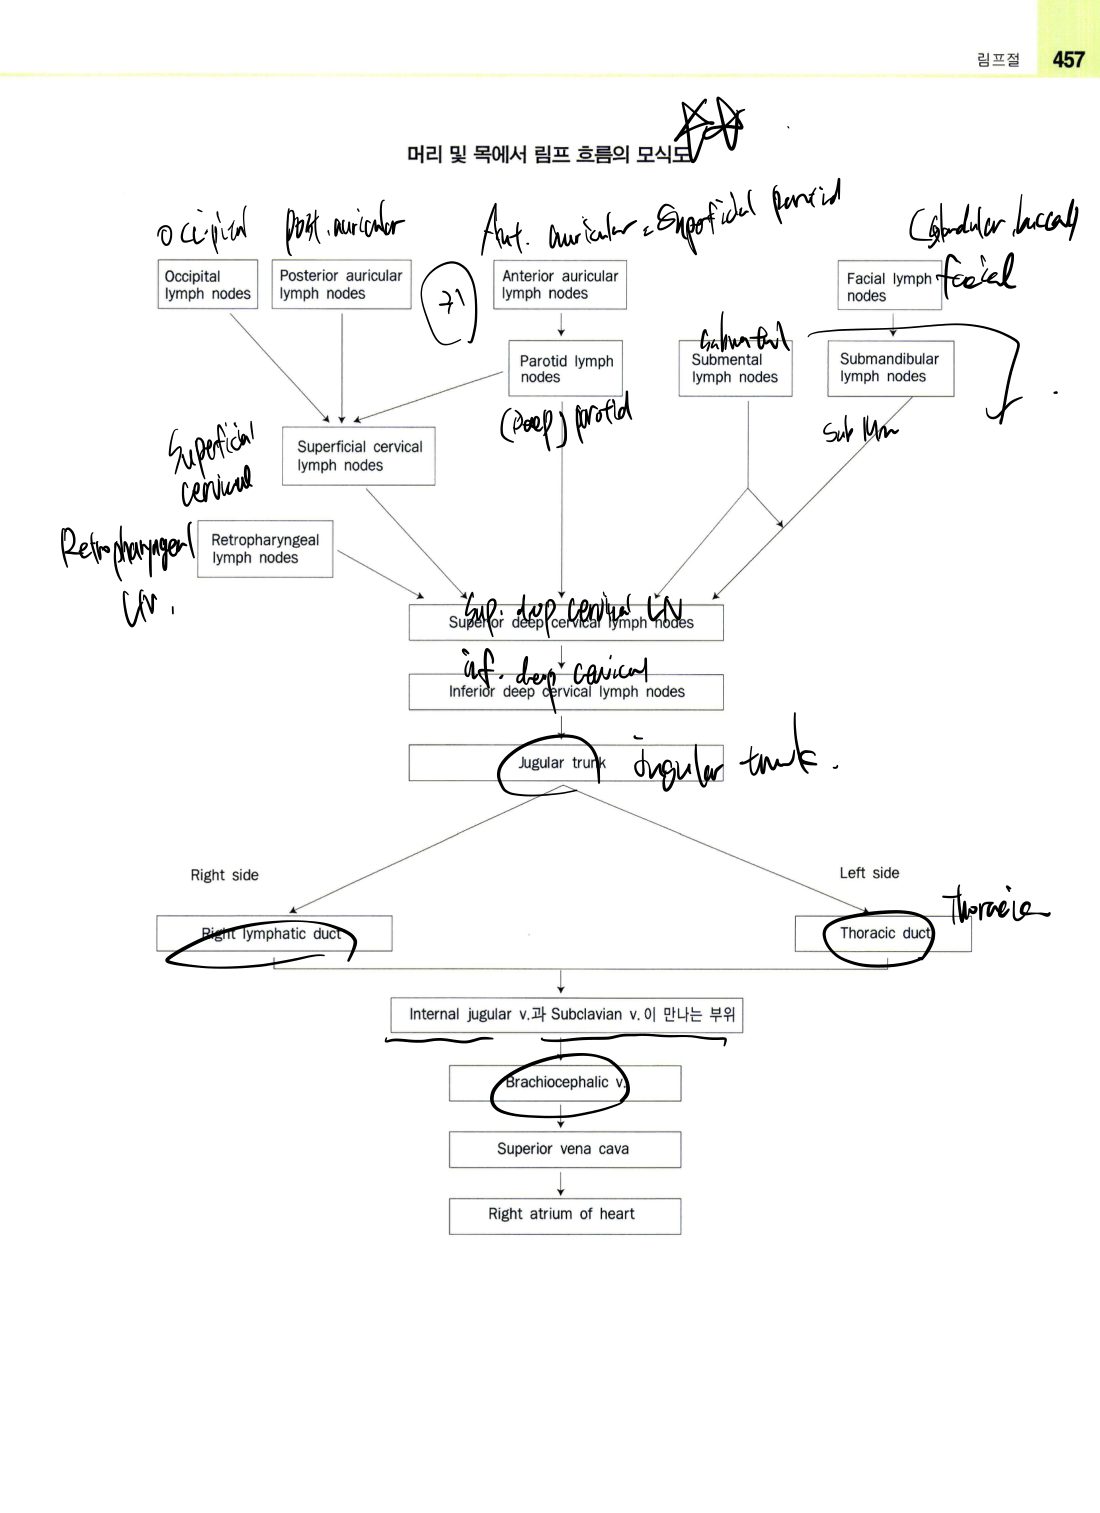 림프절 457
머리 및 목에서 림프 흐름의 모식도
Occipital
Post. auricular
Ant. auricular = Superficial parotid
buccal)
facial
Occipital
lymph nodes
Posterior auricular
lymph nodes
Anterior auricular
lymph nodes
Facial lymph
nodes
귀
Submental
Parotid lymph
nodes
Submental
lymph nodes
Submandibular
lymph nodes
(Deep) parotid
Sub Mn
Superficial
cervical
Superficial cervical
lymph nodes
Retropharyngeal
LN.
Retropharyngeal
lymph nodes
Sup. deep cervical LN
Superior deep cervical lymph nodes
inf. deep cervical
Inferior deep cervical lymph nodes
Jugular trunk
jugular trunk.
Right side
Left side
Thoracic
Right lymphatic duct
Thoracic duct
Internal jugular v.과 Subclavian v.이 만나는 부위
Brachiocephalic v.
Superior vena cava
Right atrium of heart